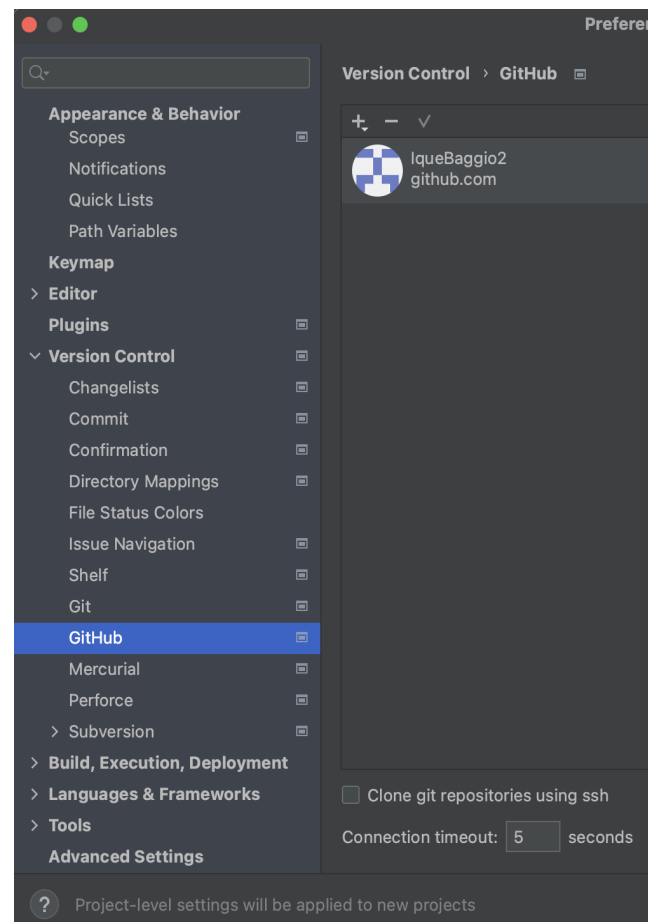 Prefere
Version Control › GitHub
Appearance & Behavior
Scopes
Notifications
Quick Lists
Path Variables
Keymap
Editor
Plugins
Version Control
Changelists
Commit
Confirmation
Directory Mappings
File Status Colors
Issue Navigation
Shelf
Git
GitHub
Mercurial
Perforce
Subversion
Build, Execution, Deployment
Languages & Frameworks
Tools
Advanced Settings
IqueBaggio2
github.com
Clone git repositories using ssh
Connection timeout: 5 seconds
? Project-level settings will be applied to new projects